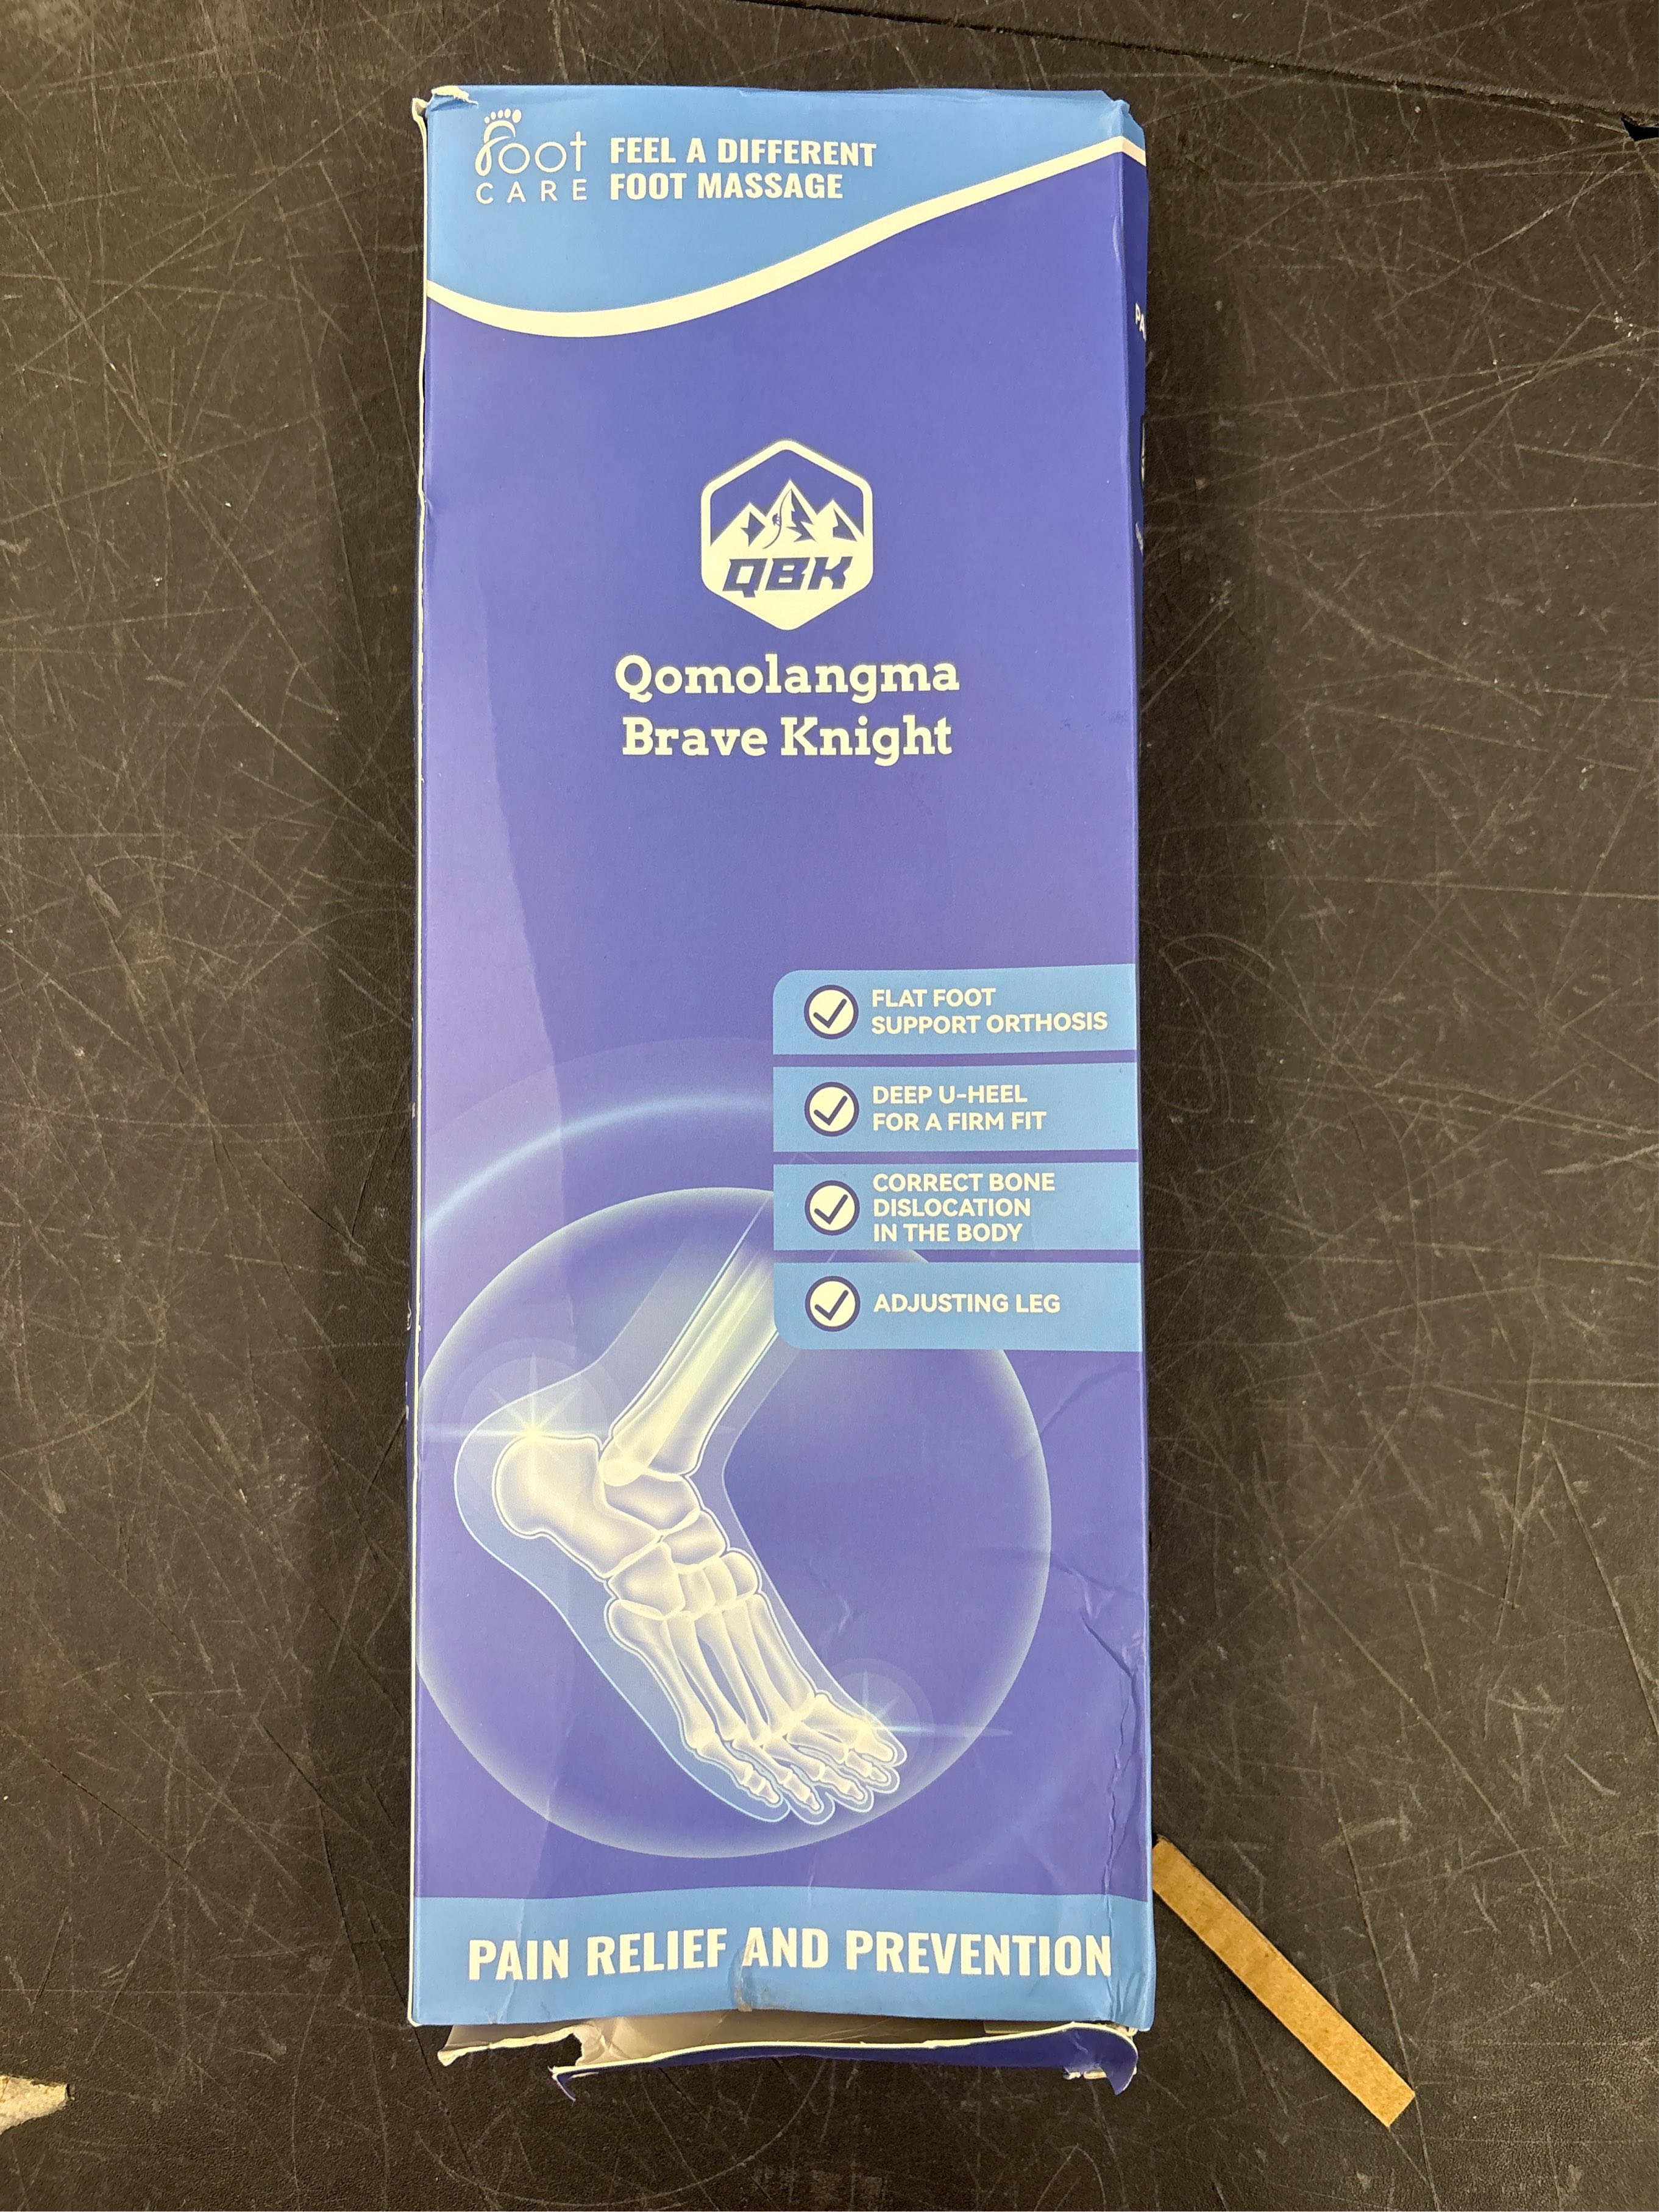 Foot
CARE
FEEL A DIFFERENT
FOOT MASSAGE
QBK
Qomolangma
Brave Knight
FLAT FOOT
SUPPORT ORTHOSIS
DEEP U-HEEL
FOR A FIRM FIT
CORRECT BONE
DISLOCATION
IN THE BODY
ADJUSTING LEG
PAIN RELIEF AND PREVENTION